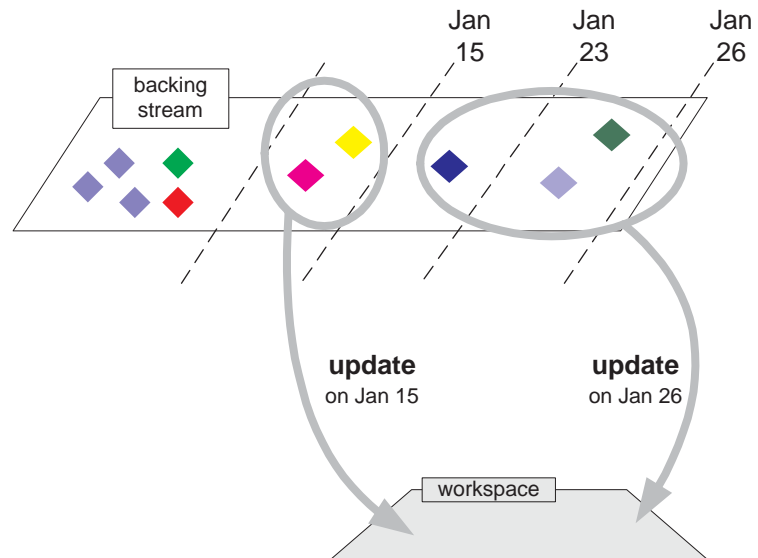 Jan
15
Jan
23
Jan
26
backing
stream
update
on Jan 15
update
on Jan 26
workspace